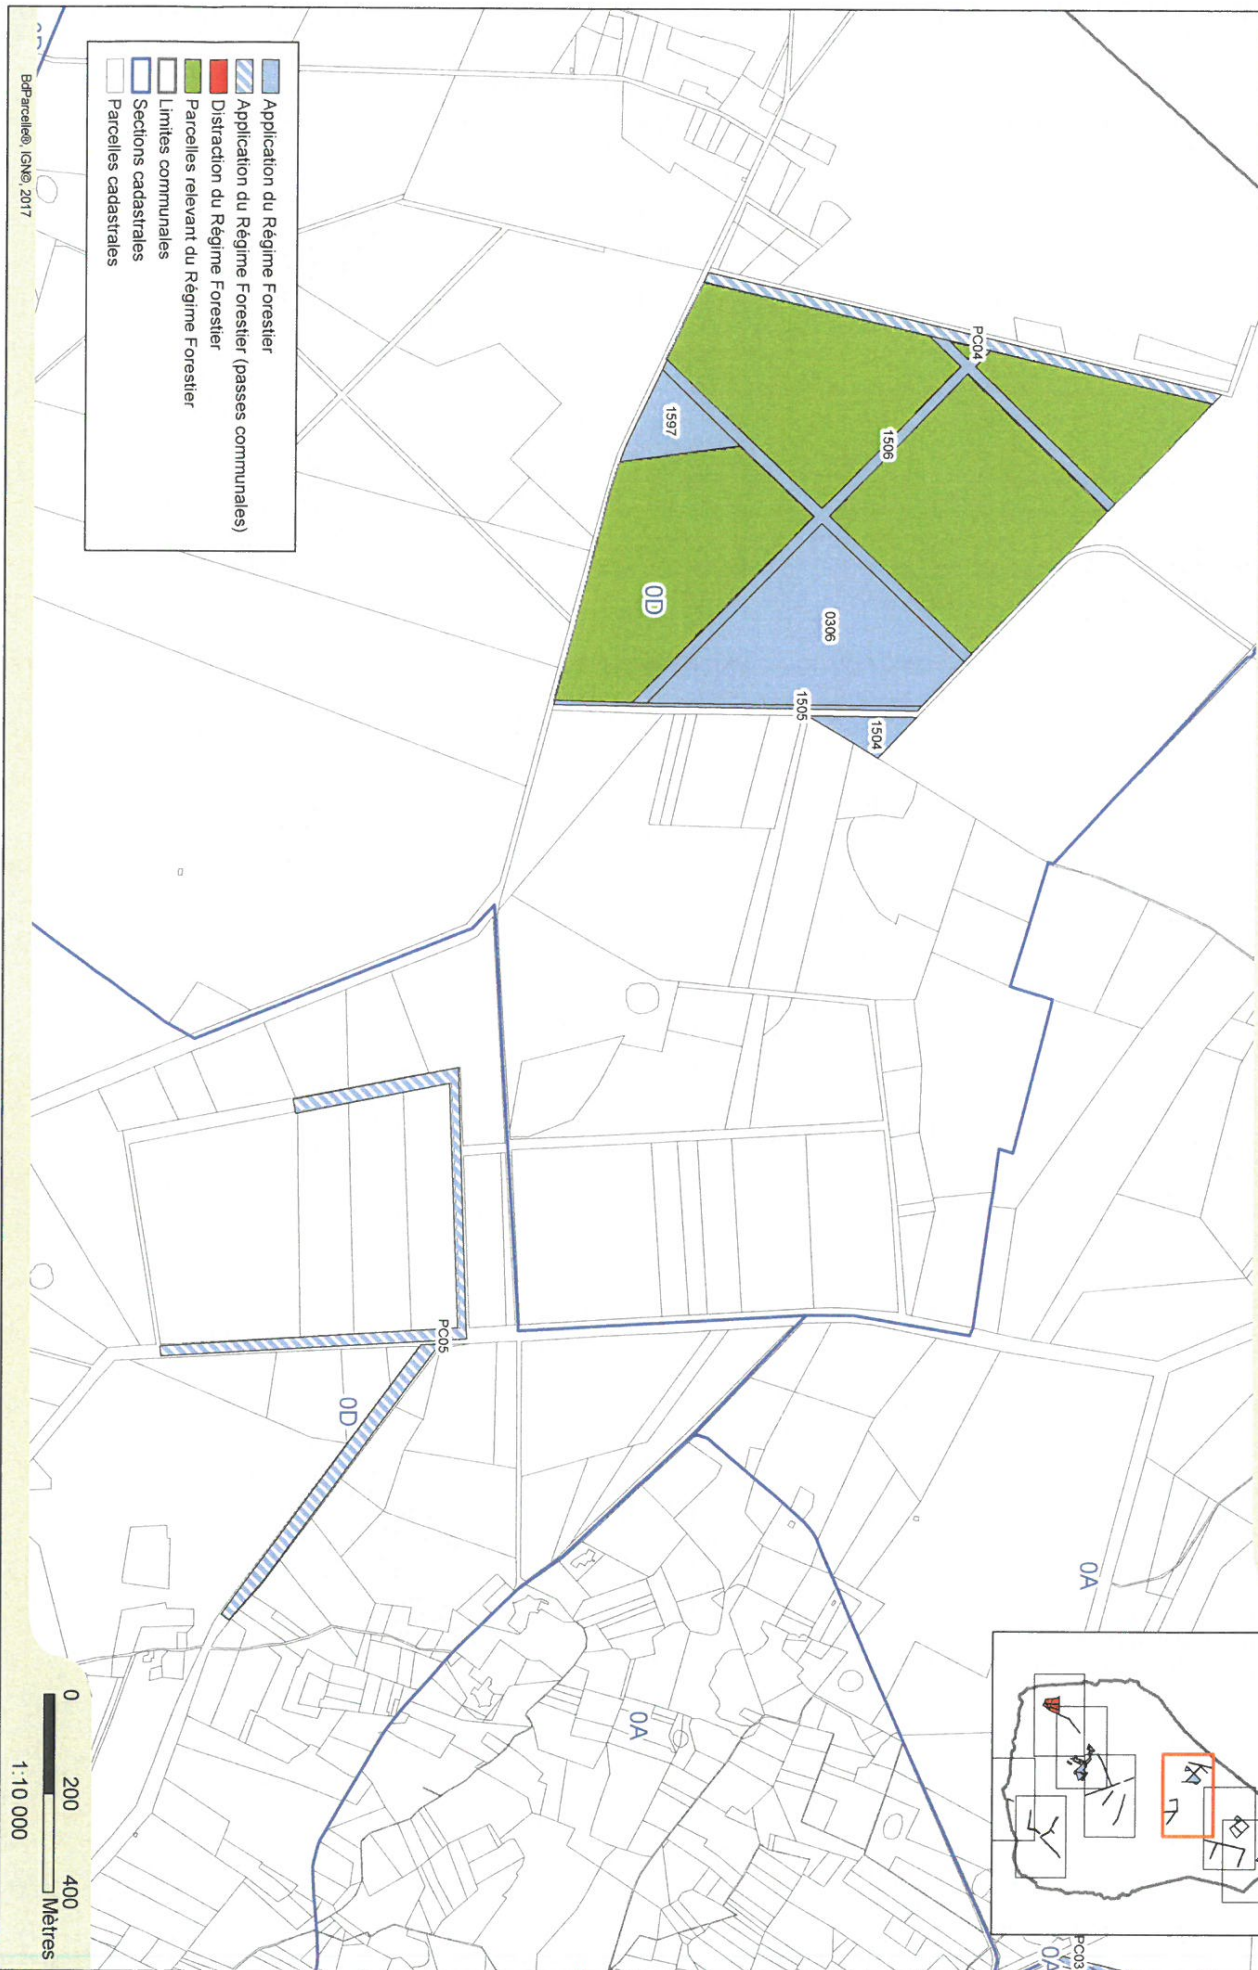 Application du Régime Forestier
Application du Régime Forestier (passes communales)
Distraction du Régime Forestier
Parcelles relevant du Régime Forestier
Limites communales
Sections cadastrales
Parcelles cadastrales
BdParcelle®, IGN©, 2017
PC04
1597
1506
0D
0306
1505
1504
PC05
0D
0A
0A
PC03
0A
0 200 400 Mètres
1:10 000